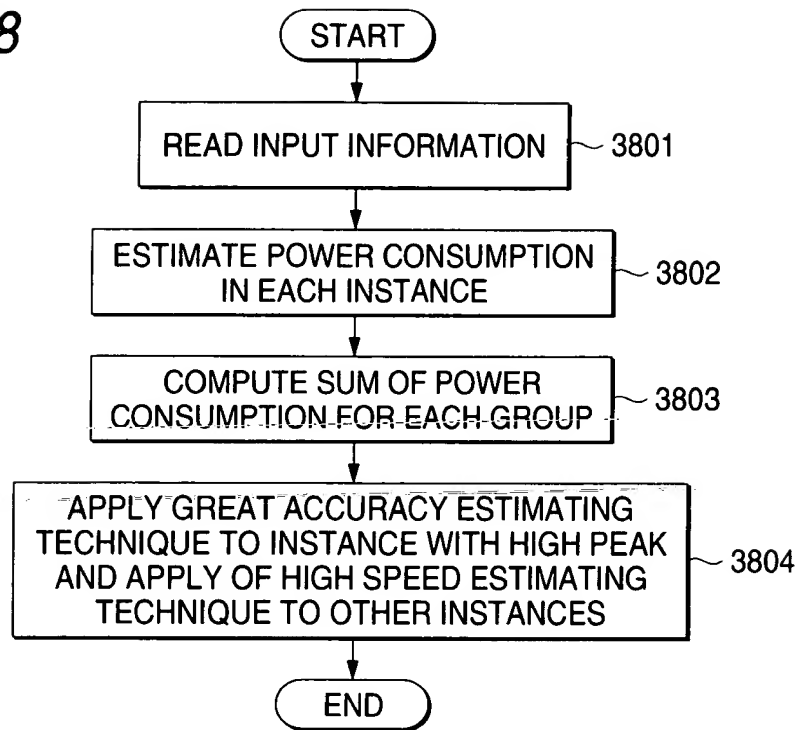 8
START
READ INPUT INFORMATION
3801
ESTIMATE POWER CONSUMPTION
IN EACH INSTANCE
3802
COMPUTE SUM OF POWER
CONSUMPTION FOR EACH GROUP
3803
APPLY GREAT ACCURACY ESTIMATING
TECHNIQUE TO INSTANCE WITH HIGH PEAK
AND APPLY OF HIGH SPEED ESTIMATING
TECHNIQUE TO OTHER INSTANCES
3804
END